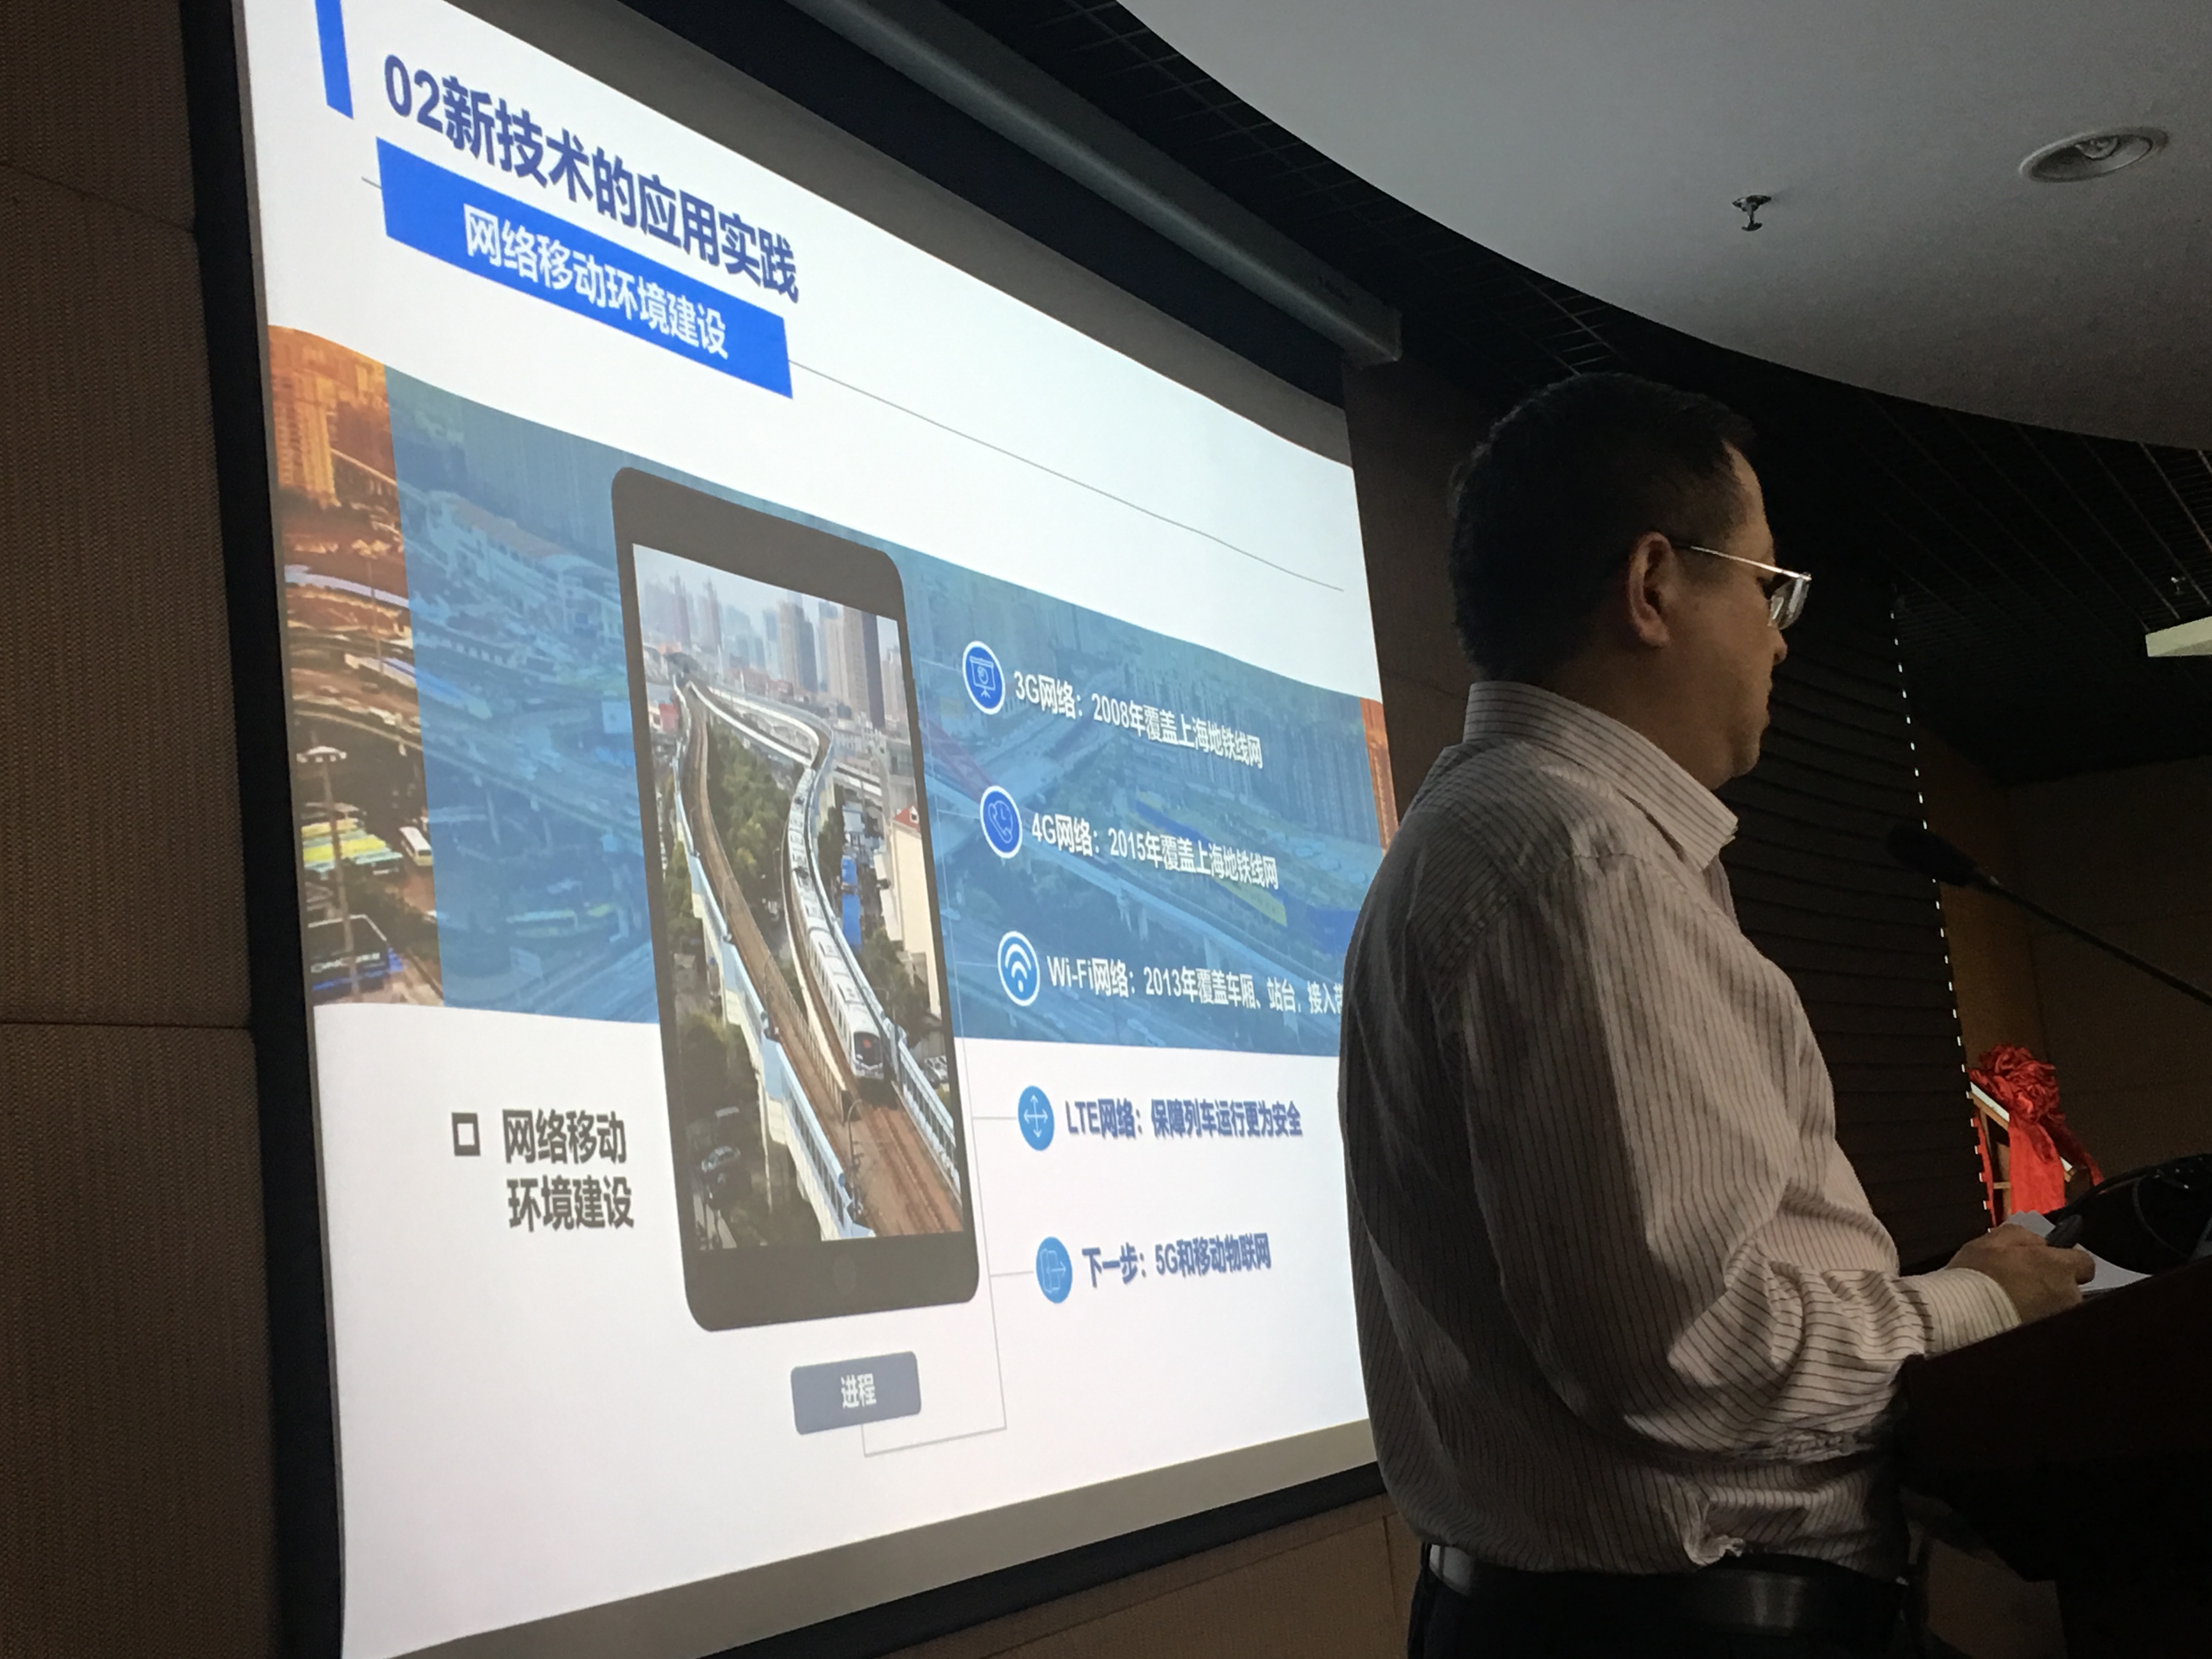 02新技术的应用实践
网络移动环境建设
3G网络：2008年覆盖上海地铁线网
4G网络：2015年覆盖上海地铁线网
Wi-Fi网络：2013年覆盖车厢、站台，接入
网络移动
环境建设
LTE网络：保障列车运行更为安全
下一步：5G和移动物联网
进程